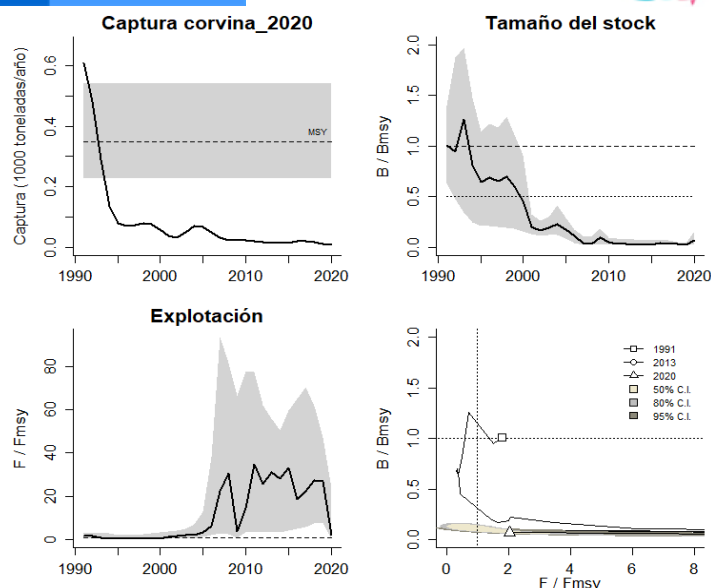 Captura corvina_2020
Captura (1000 toneladas/año)
0.0 0.2 0.4 0.6
MSY
1990 2000 2010 2020
Tamaño del stock
B / Bmsy
0.0 0.5 1.0 1.5 2.0
1990 2000 2010 2020
Explotación
F / Fmsy
0 20 40 60 80
1990 2000 2010 2020
B / Bmsy
0.0 0.5 1.0 1.5 2.0
1991
2013
2020
50% C.I.
80% C.I.
95% C.I.
0 2 4 6 8
F / Fmsy